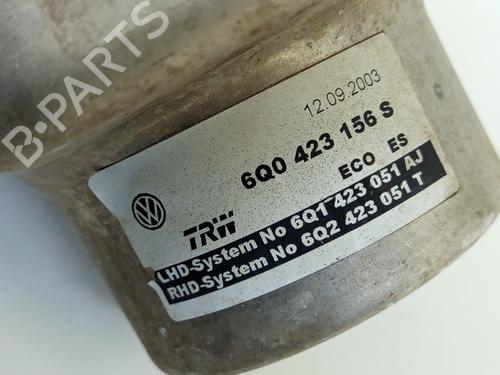 B-PARTS
12.09.2003
6Q0 423 156 S
ECO ES
TRW
LHD-System No 6Q1 423 051 AJ
RHD-System No 6Q2 423 051 T